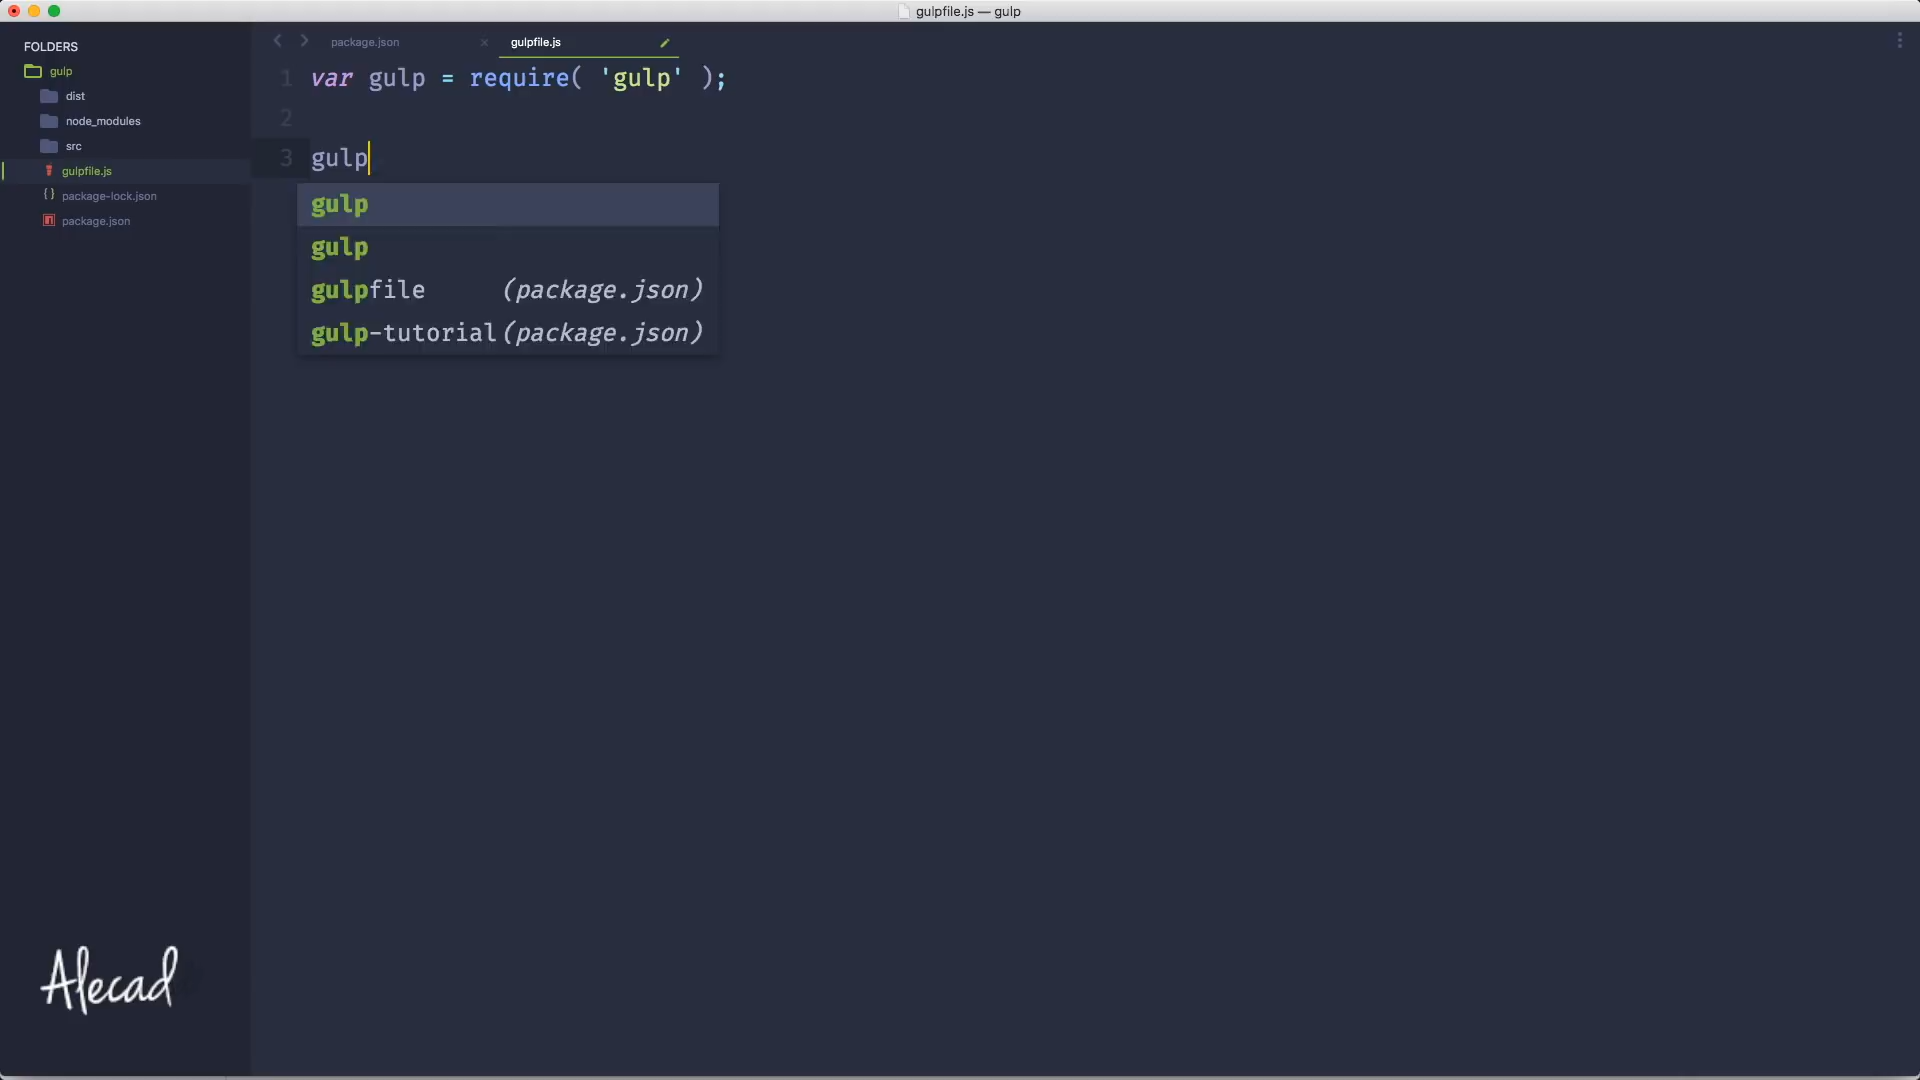 gulpfile.js — gulp
FOLDERS
gulp
dist
node_modules
src
gulpfile.js
package-lock.json
package.json
package.json
gulpfile.js
1 var gulp = require( 'gulp' );
2
3 gulp
gulp
gulp
gulpfile (package.json)
gulp-tutorial (package.json)
Alecad